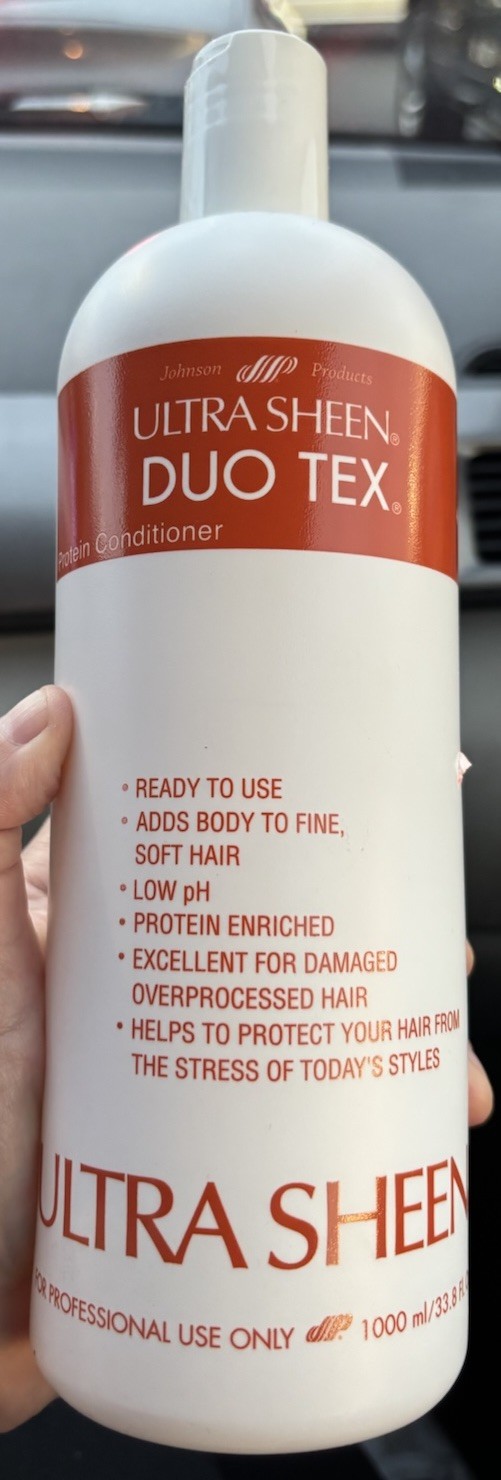 Johnson Products
ULTRA SHEEN®
DUO TEX®
Protein Conditioner
• READY TO USE
• ADDS BODY TO FINE,
SOFT HAIR
• LOW pH
• PROTEIN ENRICHED
• EXCELLENT FOR DAMAGED
OVERPROCESSED HAIR
• HELPS TO PROTECT YOUR HAIR FROM
THE STRESS OF TODAY'S STYLES
ULTRA SHEEN
FOR PROFESSIONAL USE ONLY 1000 ml/33.8 FL